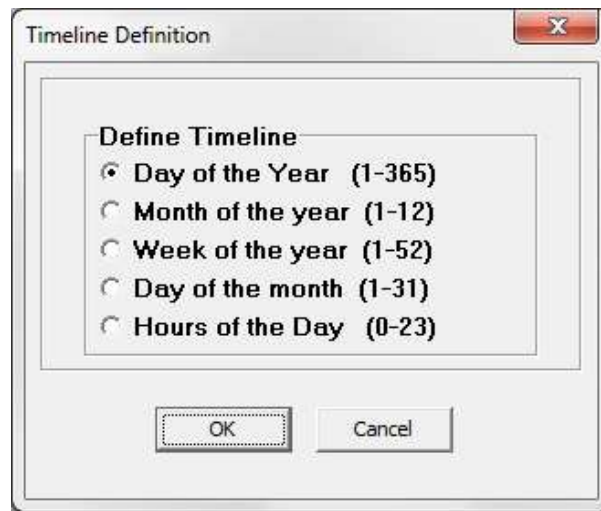 Timeline Definition
Define Timeline
Day of the Year (1-365)
Month of the year (1-12)
Week of the year (1-52)
Day of the month (1-31)
Hours of the Day (0-23)
OK
Cancel